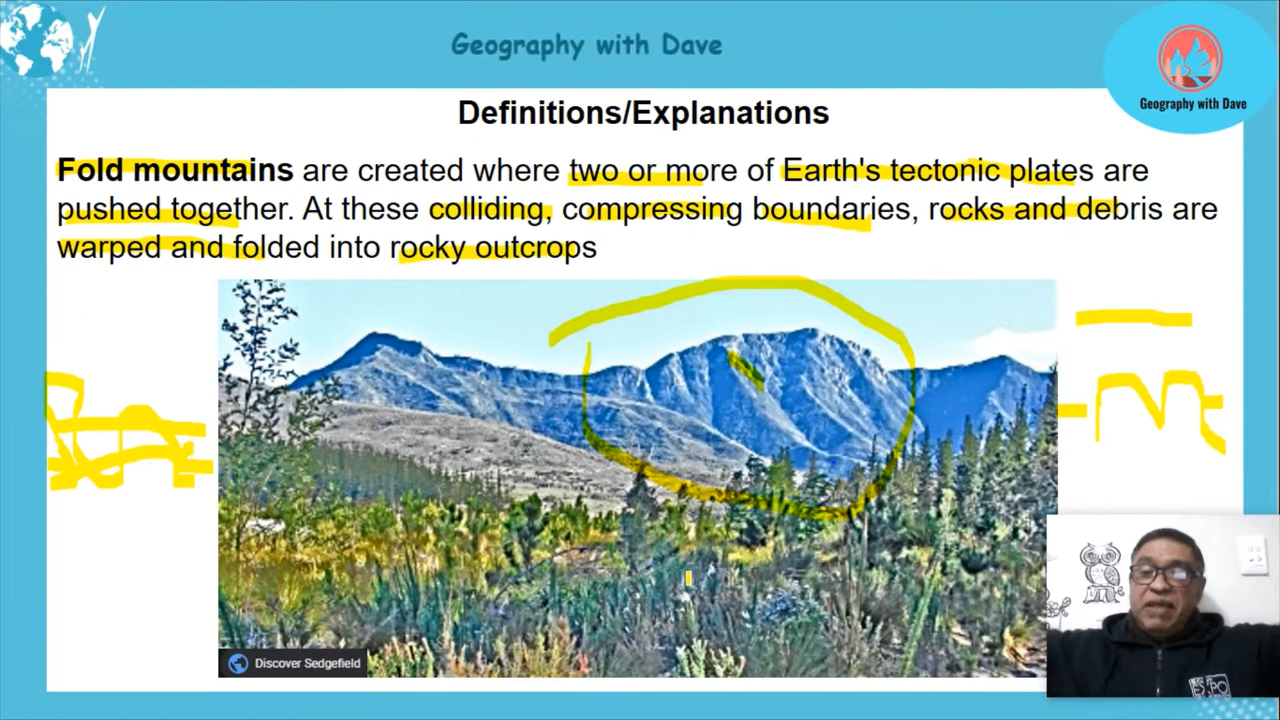 Geography with Dave
Geography with Dave
Definitions/Explanations
Fold mountains are created where two or more of Earth's tectonic plates are
pushed together. At these colliding, compressing boundaries, rocks and debris are
warped and folded into rocky outcrops
Discover Sedgefield